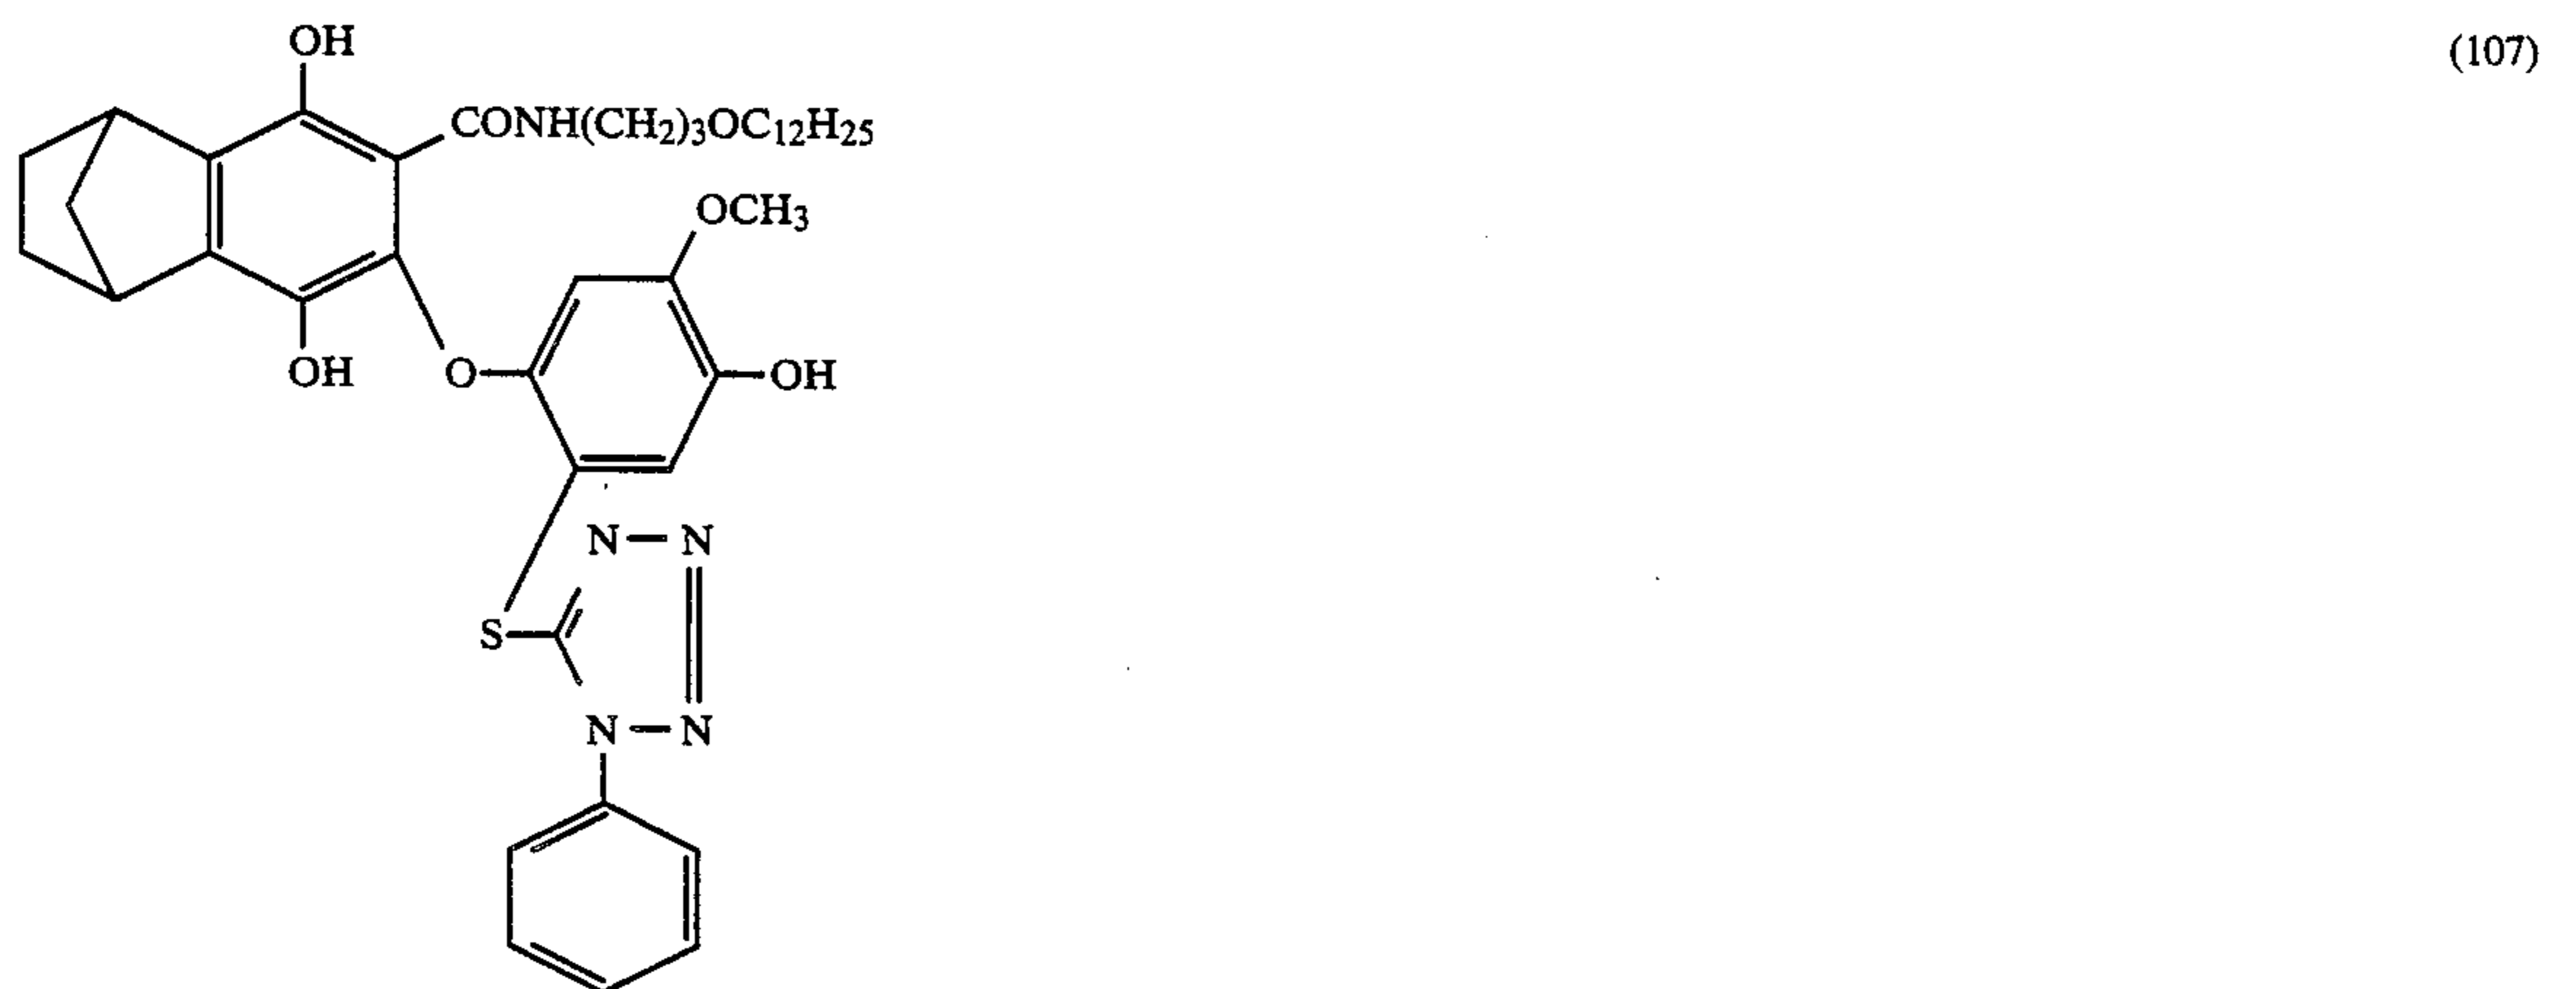 OH
(107)
CONH(CH₂)₃OC₁₂H₂₅
OCH₃
OH
O
OH
N N
S
N N